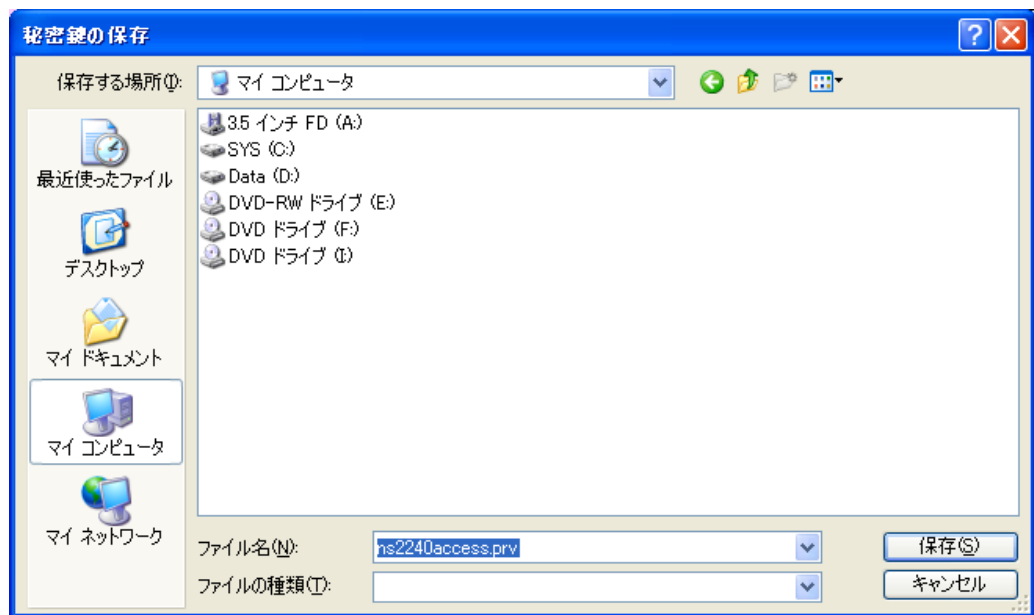 秘密鍵の保存
保存する場所(I):
マイ コンピュータ
最近使ったファイル
デスクトップ
マイ ドキュメント
マイ コンピュータ
マイ ネットワーク
3.5 インチ FD (A:)
SYS (C:)
Data (D:)
DVD-RW ドライブ (E:)
DVD ドライブ (F:)
DVD ドライブ (I:)
ファイル名(N):
ns2240access.prv
保存(S)
ファイルの種類(T):
キャンセル